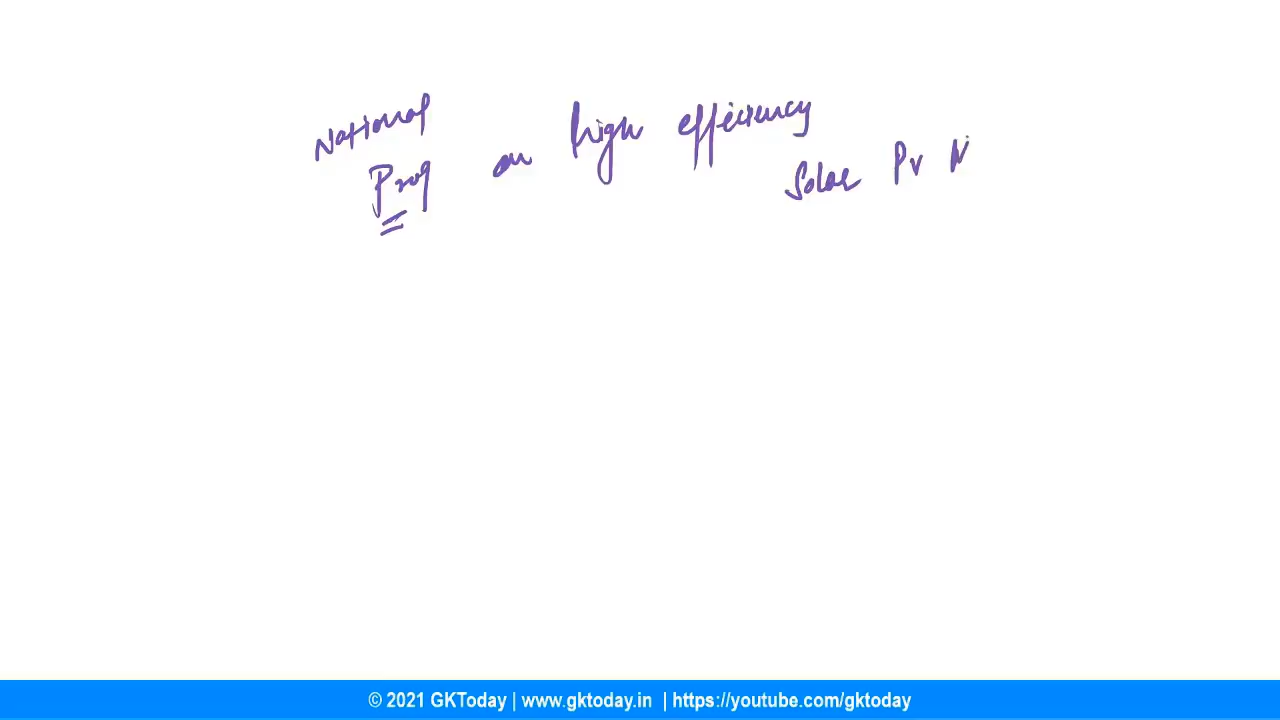 National
Prog on high efficiency
Solar PV M
© 2021 GKToday | www.gktoday.in | https://youtube.com/gktoday